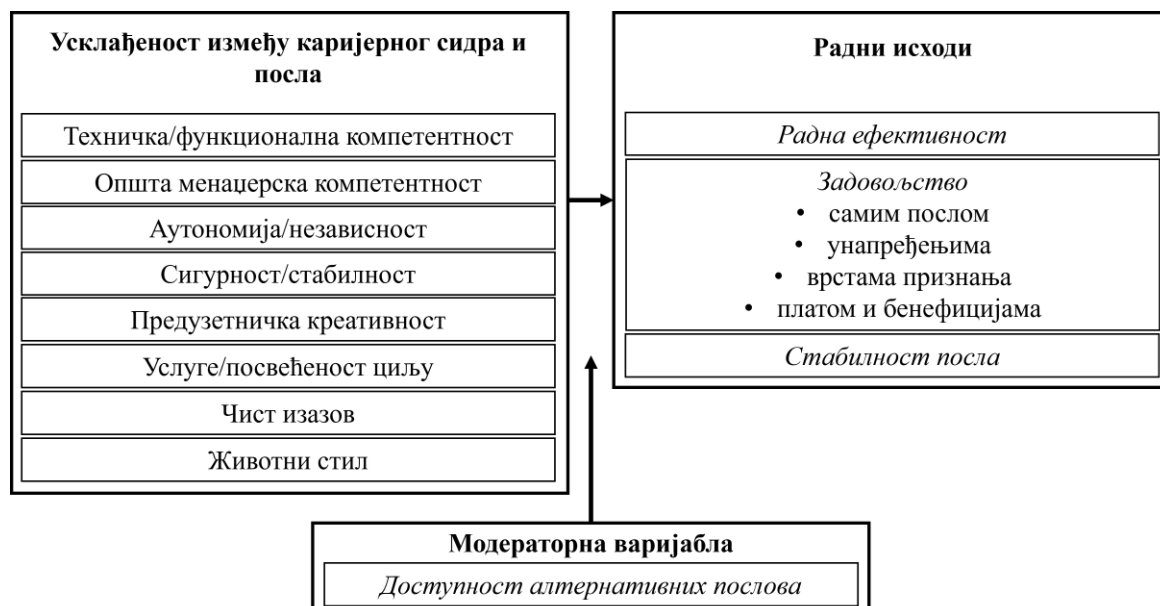 Усклађеност између каријерног сидра и
посла
Техничка/функционална компетентност
Општа менаџерска компетентност
Аутономија/независност
Сигурност/стабилност
Предузетничка креативност
Услуге/посвећеност циљу
Чист изазов
Животни стил
Радни исходи
Радна ефективност
Задовољство
• самим послом
• унапређењима
• врстама признања
• платом и бенефицијама
Стабилност посла
Модераторна варијабла
Доступност алтернативних послова